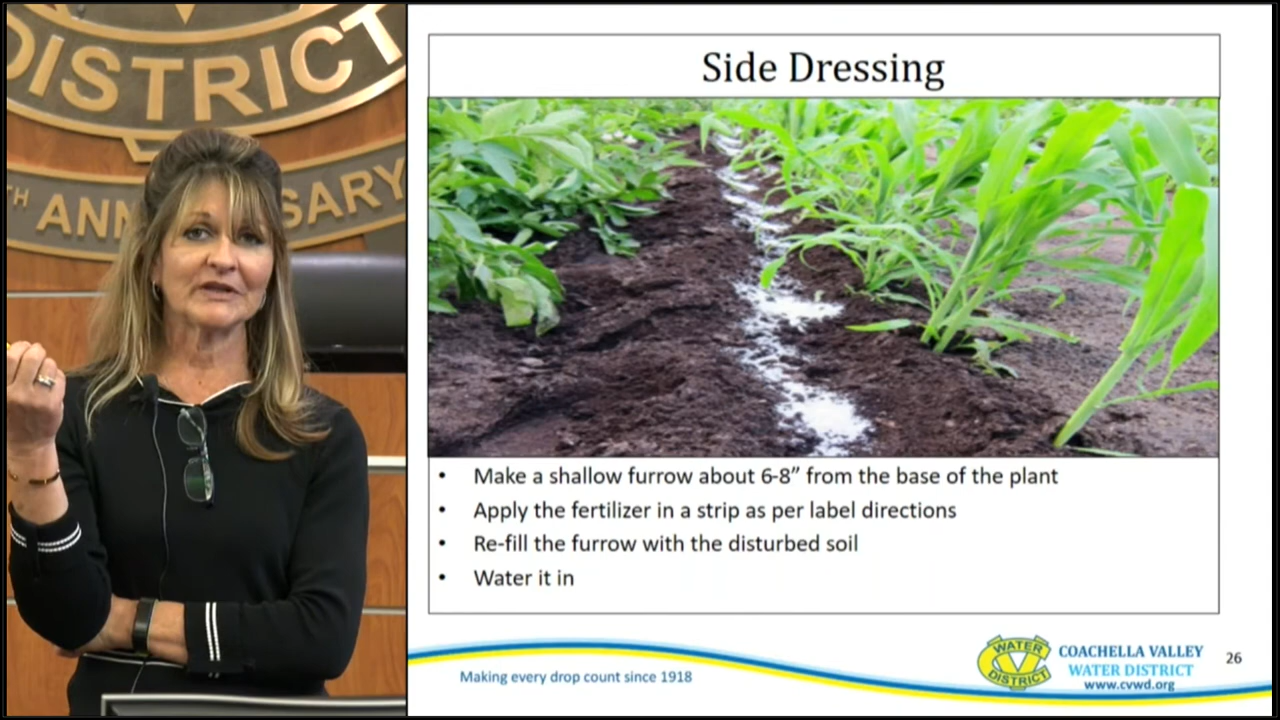 DISTRICT
TH ANN SARY
Side Dressing
• Make a shallow furrow about 6-8” from the base of the plant
• Apply the fertilizer in a strip as per label directions
• Re-fill the furrow with the disturbed soil
• Water it in
Making every drop count since 1918
WATER
DISTRICT
COACHELLA VALLEY
WATER DISTRICT
www.cvwd.org
26